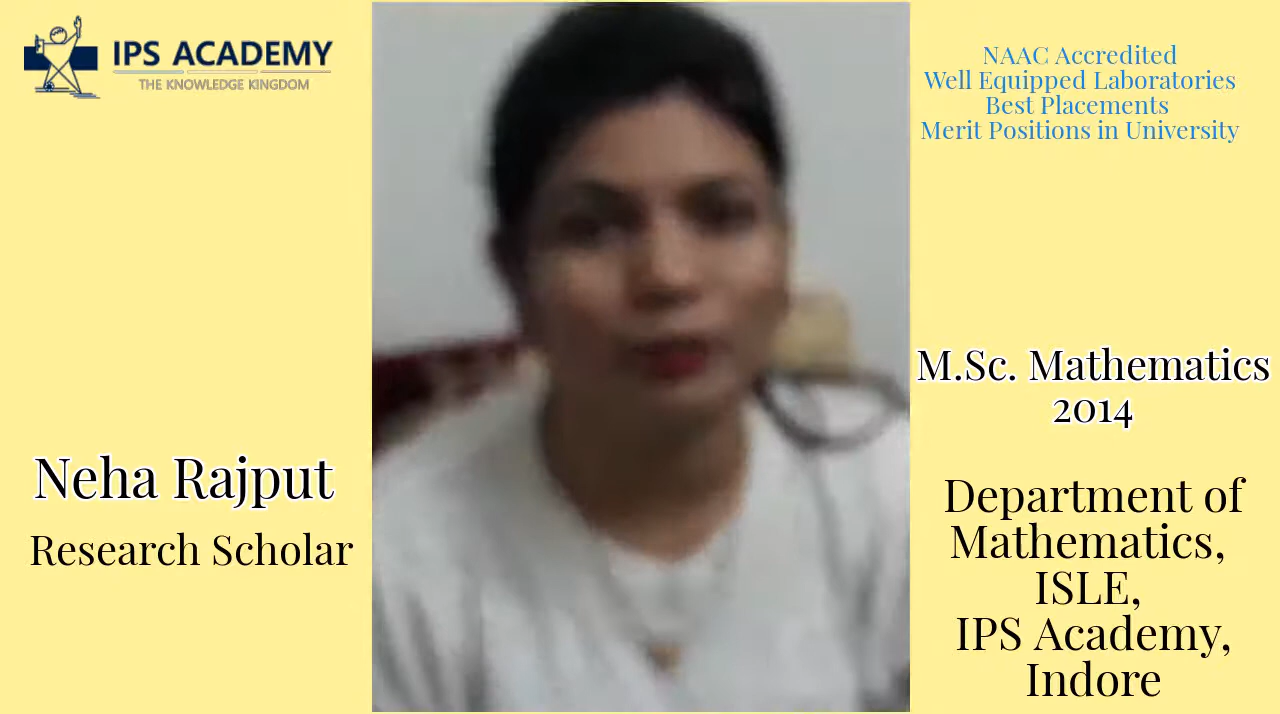 IPS ACADEMY
THE KNOWLEDGE KINGDOM
NAAC Accredited
Well Equipped Laboratories
Best Placements
Merit Positions in University
Neha Rajput
Research Scholar
M.Sc. Mathematics
2014
Department of
Mathematics,
ISLE,
IPS Academy,
Indore